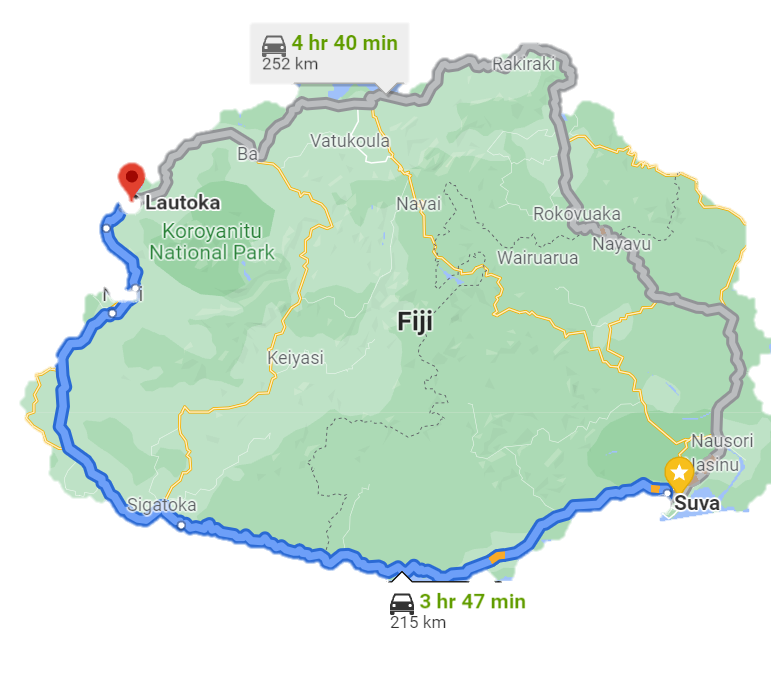 4 hr 40 min
252 km
Rakiraki
Vatukoula
Ba
Lautoka
Navai
Rokovuaka
Koroyanitu
National Park
Nayavu
Wairuarua
Fiji
Keiyasi
Nausori
Sigatoka
Suva
3 hr 47 min
215 km